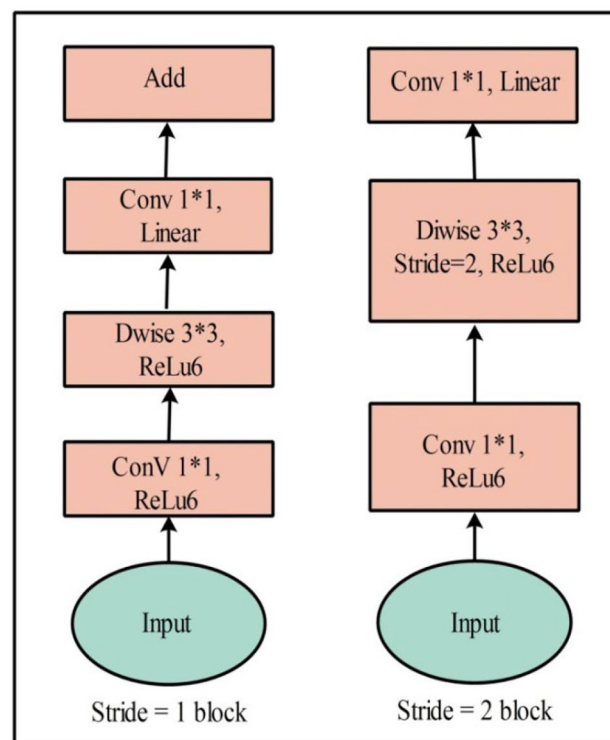 Add
Conv 1*1,
Linear
Dwise 3*3,
ReLu6
ConV 1*1,
ReLu6
Input
Stride = 1 block
Conv 1*1, Linear
Diwise 3*3,
Stride=2, ReLu6
Conv 1*1,
ReLu6
Input
Stride = 2 block